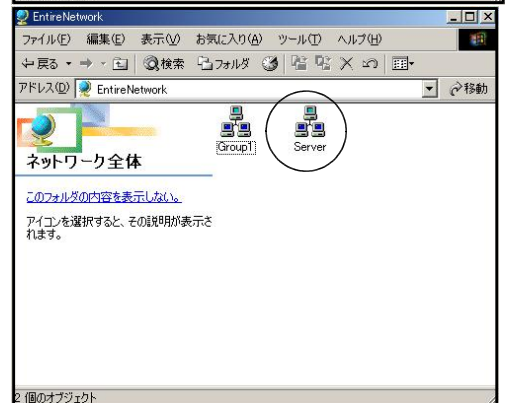 EntireNetwork
ファイル(F) 編集(E) 表示(V) お気に入り(A) ツール(T) ヘルプ(H)
戻る 検索 フォルダ
アドレス(D) EntireNetwork 移動
Group1 Server
ネットワーク全体
このフォルダの内容を表示しない。
アイコンを選択すると、その説明が表示さ
れます。
2 個のオブジェクト